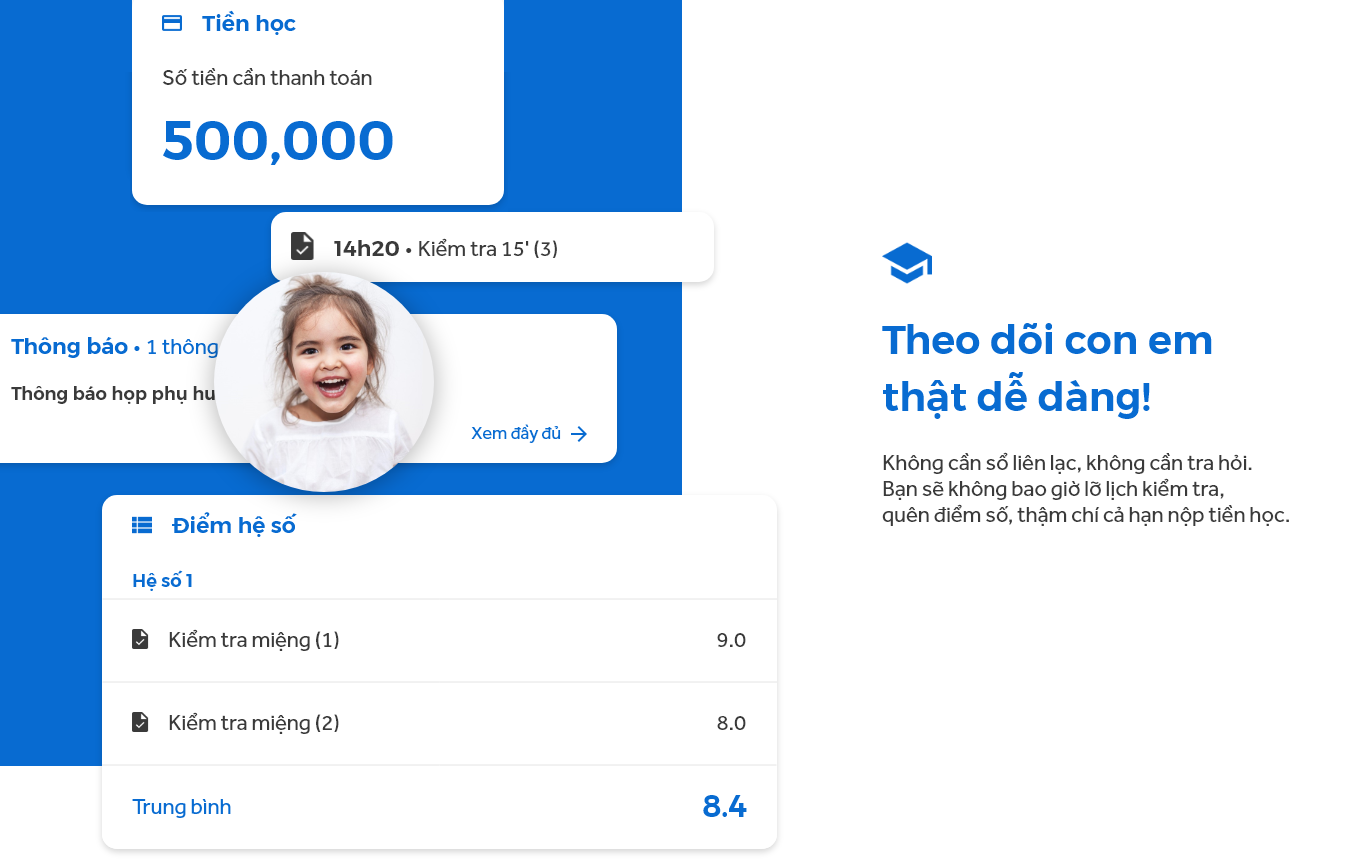 Tiền học
Số tiền cần thanh toán
500,000
14h20 • Kiểm tra 15' (3)
Thông báo • 1 thông
Thông báo họp phụ hu
Xem đầy đủ
Điểm hệ số
Hệ số 1
Kiểm tra miệng (1) 9.0
Kiểm tra miệng (2) 8.0
Trung bình 8.4
Theo dõi con em
thật dễ dàng!
Không cần sổ liên lạc, không cần tra hỏi.
Bạn sẽ không bao giờ lỡ lịch kiểm tra,
quên điểm số, thậm chí cả hạn nộp tiền học.